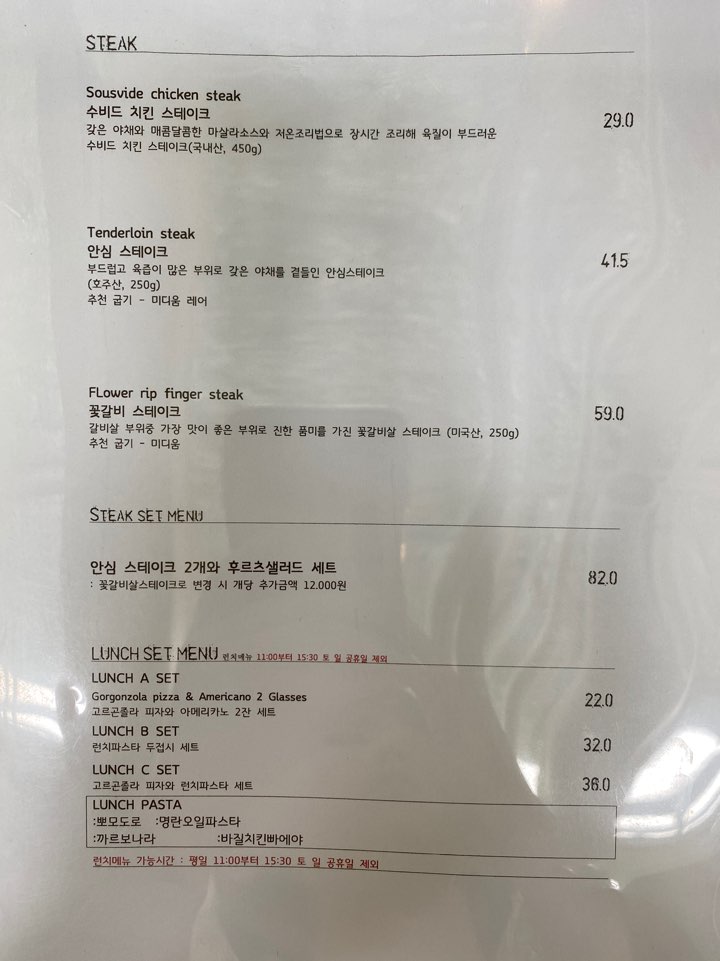 STEAK
Sousvide chicken steak
수비드 치킨 스테이크
갖은 야채와 매콤달콤한 마살라소스와 저온조리법으로 장시간 조리해 육질이 부드러운
수비드 치킨 스테이크(국내산, 450g)
29.0
Tenderloin steak
안심 스테이크
부드럽고 육즙이 많은 부위로 갖은 야채를 곁들인 안심스테이크
(호주산, 250g)
추천 굽기 - 미디움 레어
41.5
FLower rip finger steak
꽃갈비 스테이크
갈비살 부위중 가장 맛이 좋은 부위로 진한 품미를 가진 꽃갈비살 스테이크 (미국산, 250g)
추천 굽기 - 미디움
59.0
STEAK SET MENU
안심 스테이크 2개와 후르츠샐러드 세트
: 꽃갈비살스테이크로 변경 시 개당 추가금액 12.000원
82.0
LUNCH SET MENU 런치메뉴 11:00부터 15:30 토 일 공휴일 제외
LUNCH A SET
Gorgonzola pizza & Americano 2 Glasses
고르곤졸라 피자와 아메리카노 2잔 세트
22.0
LUNCH B SET
런치파스타 두접시 세트
32.0
LUNCH C SET
고르곤졸라 피자와 런치파스타 세트
36.0
LUNCH PASTA
:뽀모도로 :명란오일파스타
:까르보나라 :바질치킨빠에야
런치메뉴 가능시간 : 평일 11:00부터 15:30 토 일 공휴일 제외